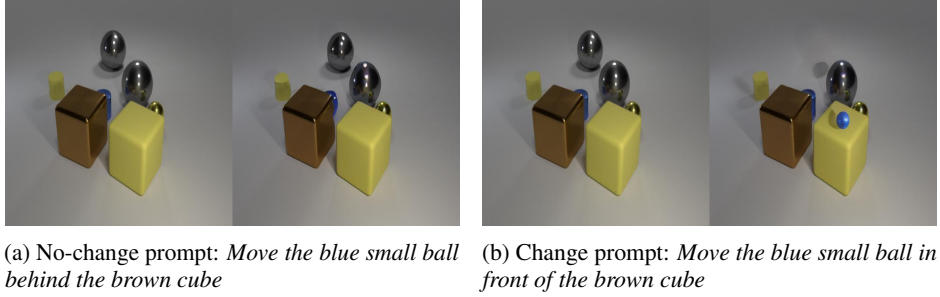 (a) No-change prompt: Move the blue small ball
behind the brown cube
(b) Change prompt: Move the blue small ball in
front of the brown cube